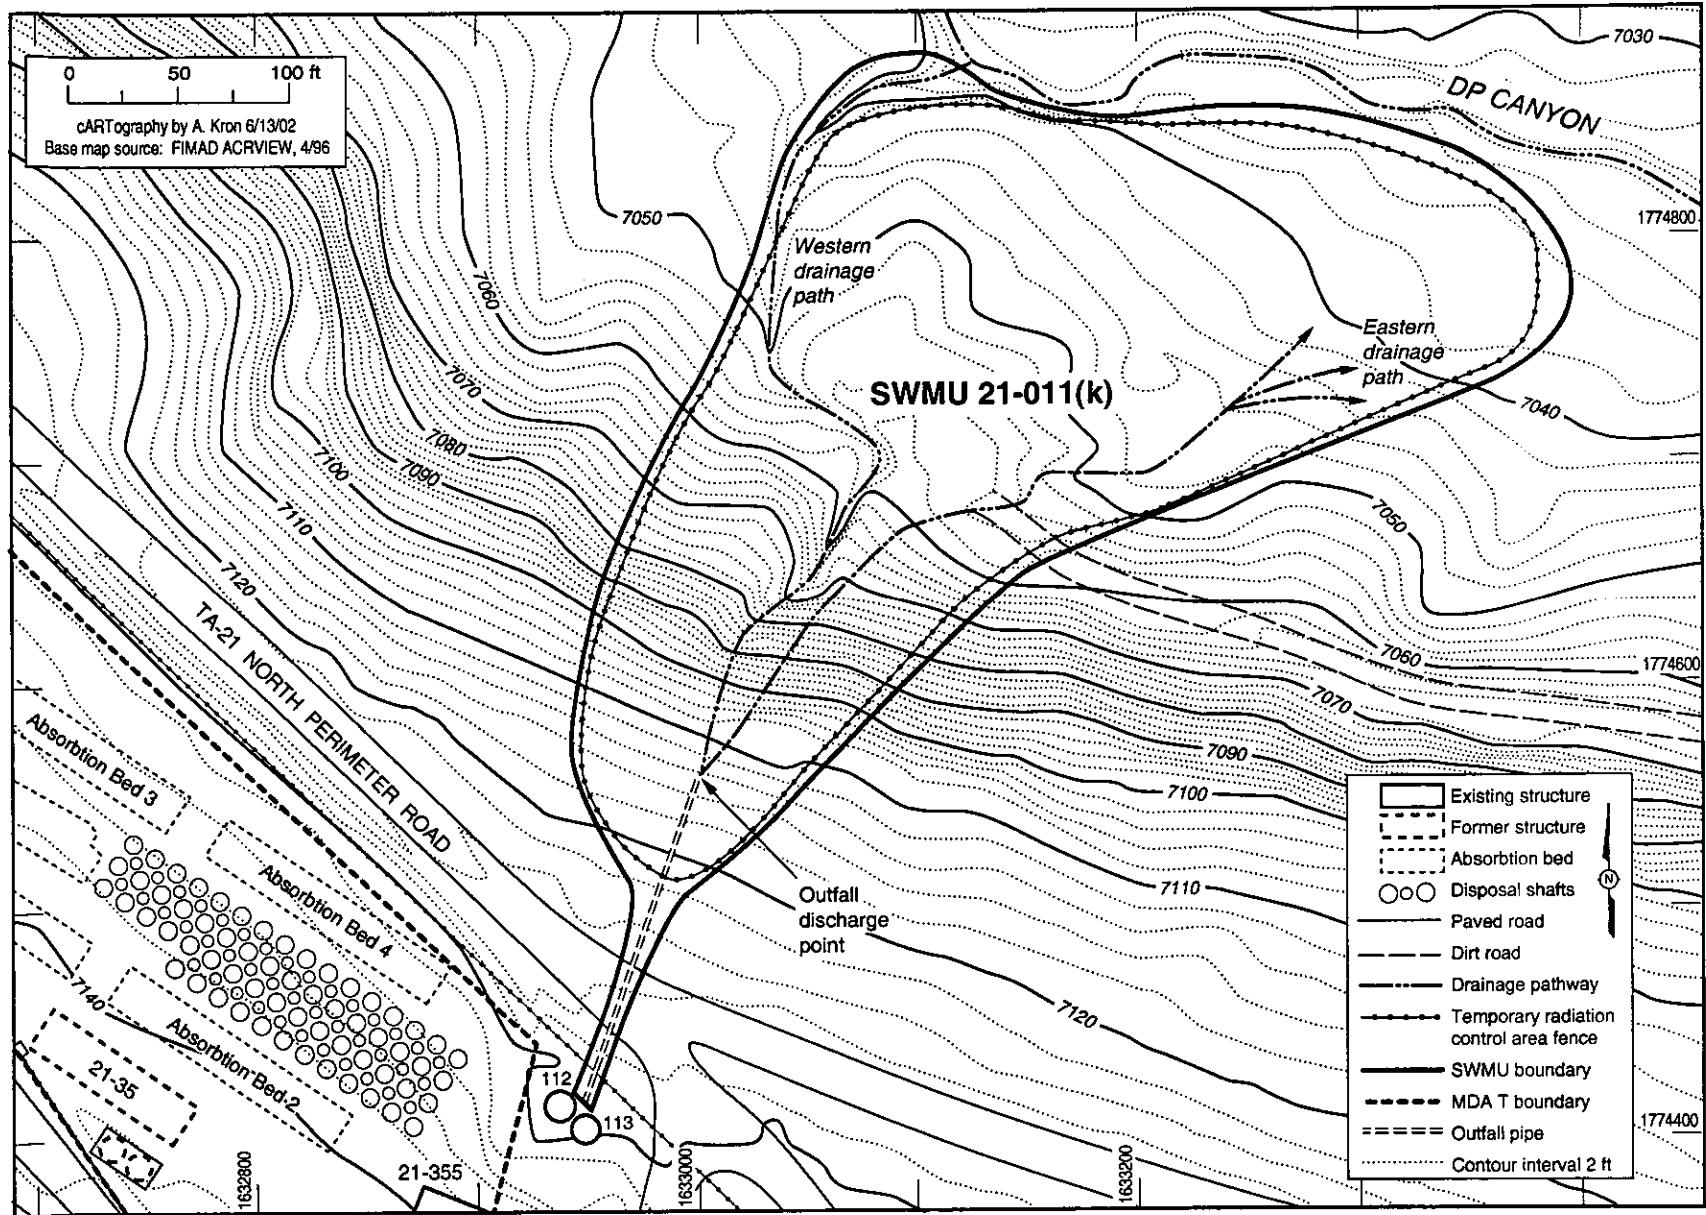 0 50 100 ft
cARTography by A. Kron 6/13/02
Base map source: FIMAD ACRVIEW, 4/96
7030
DP CANYON
1774800
7050
Western
drainage
path
7060
Eastern
drainage
path
SWMU 21-011(k)
7070
7040
7080
7090
7100
7110
7050
7120
TA-21 NORTH PERIMETER ROAD
7060
1774600
7070
7090
7100
Absorbtion Bed 3
Absorbtion Bed 4
Outfall
discharge
point
7110
7140
7120
Absorbtion Bed 2
21-35
112
113
21-355
1632800
1633000
1633200
1774400
Existing structure
Former structure
Absorbtion bed
N
Disposal shafts
Paved road
Dirt road
Drainage pathway
Temporary radiation
control area fence
SWMU boundary
MDA T boundary
Outfall pipe
Contour interval 2 ft